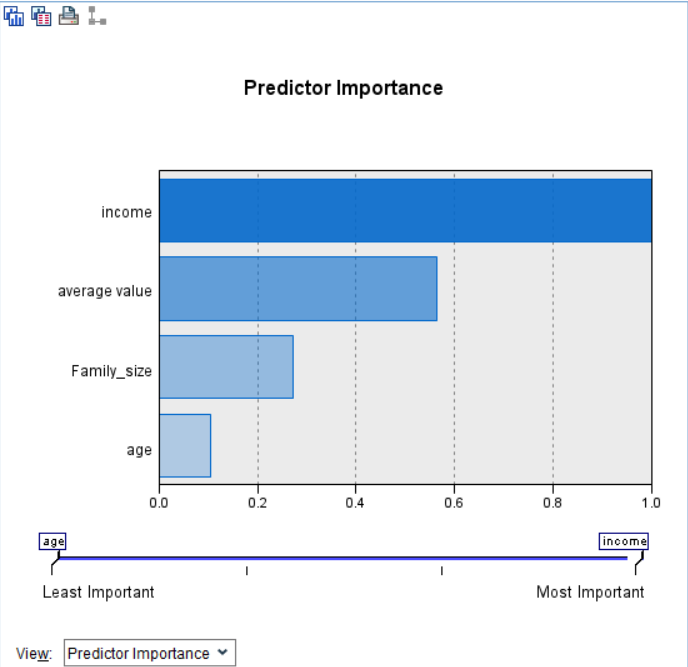 Predictor Importance
income
average value
Family_size
age
0.0 0.2 0.4 0.6 0.8 1.0
age income
Least Important Most Important
View: Predictor Importance